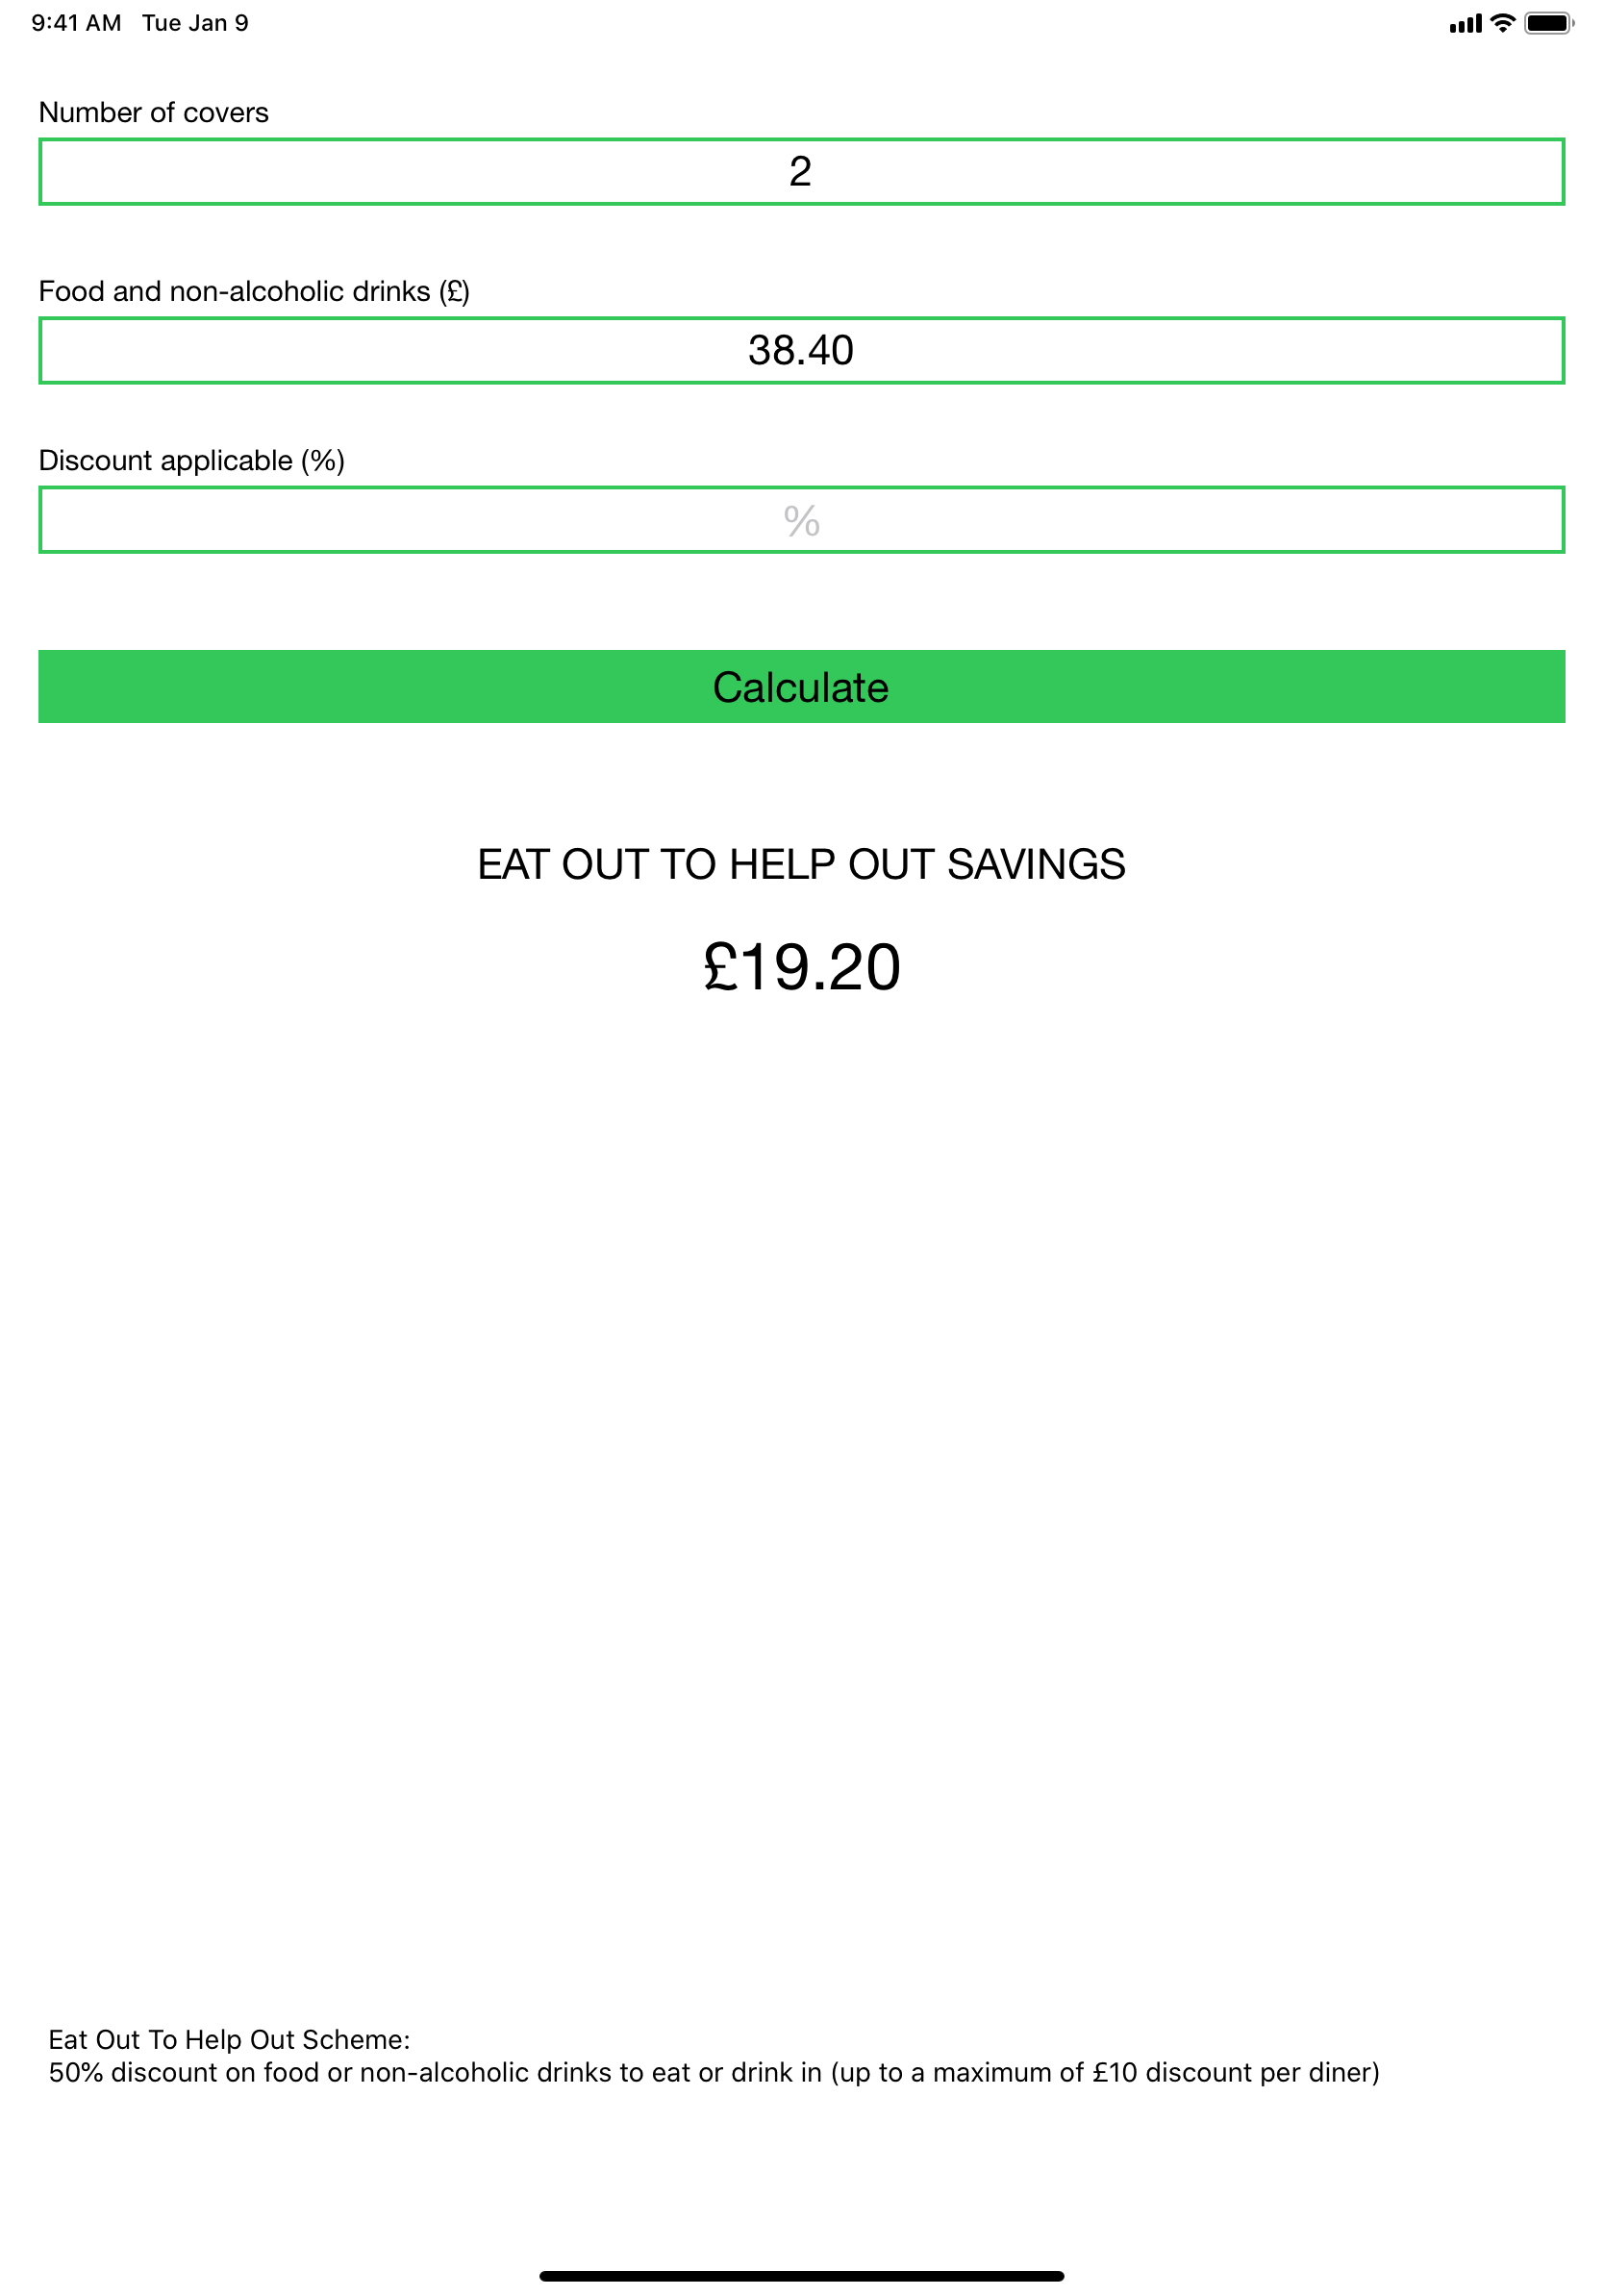 9:41 AM Tue Jan 9
Number of covers
2
Food and non-alcoholic drinks (£)
38.40
Discount applicable (%)
%
Calculate
EAT OUT TO HELP OUT SAVINGS
£19.20
Eat Out To Help Out Scheme:
50% discount on food or non-alcoholic drinks to eat or drink in (up to a maximum of £10 discount per diner)